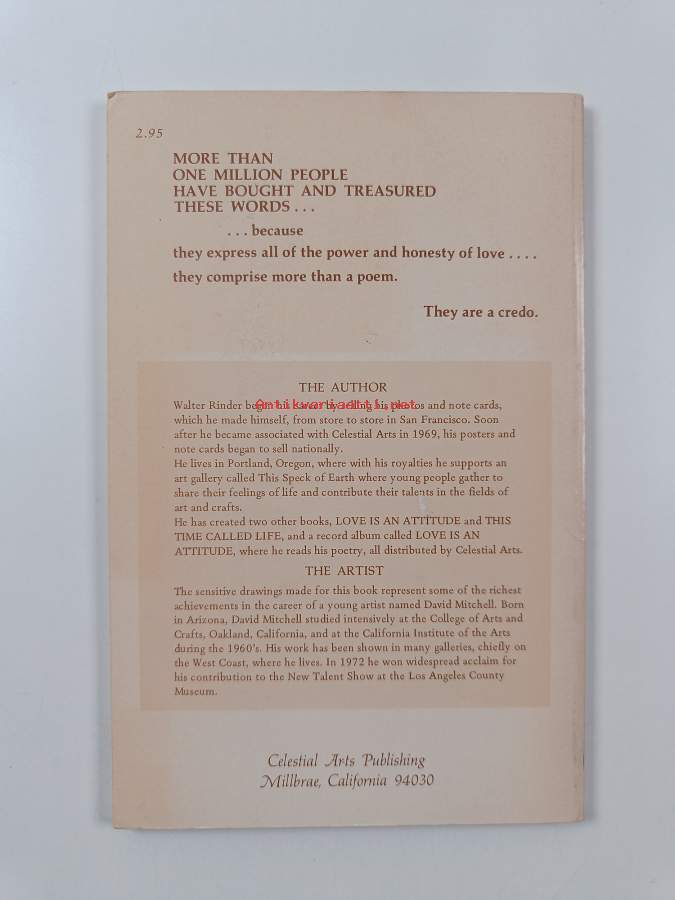 2.95
MORE THAN
ONE MILLION PEOPLE
HAVE BOUGHT AND TREASURED
THESE WORDS . . .
. . . because
they express all of the power and honesty of love . . . .
they comprise more than a poem.
They are a credo.
THE AUTHOR
Walter Rinder began his career by selling his photos and note cards,
Antikvariaatti.net
which he made himself, from store to store in San Francisco. Soon
after he became associated with Celestial Arts in 1969, his posters and
note cards began to sell nationally.
He lives in Portland, Oregon, where with his royalties he supports an
art gallery called This Speck of Earth where young people gather to
share their feelings of life and contribute their talents in the fields of
art and crafts.
He has created two other books, LOVE IS AN ATTITUDE and THIS
TIME CALLED LIFE, and a record album called LOVE IS AN
ATTITUDE, where he reads his poetry, all distributed by Celestial Arts.
THE ARTIST
The sensitive drawings made for this book represent some of the richest
achievements in the career of a young artist named David Mitchell. Born
in Arizona, David Mitchell studied intensively at the College of Arts and
Crafts, Oakland, California, and at the California Institute of the Arts
during the 1960's. His work has been shown in many galleries, chiefly on
the West Coast, where he lives. In 1972 he won widespread acclaim for
his contribution to the New Talent Show at the Los Angeles County
Museum.
Celestial Arts Publishing
Millbrae, California 94030